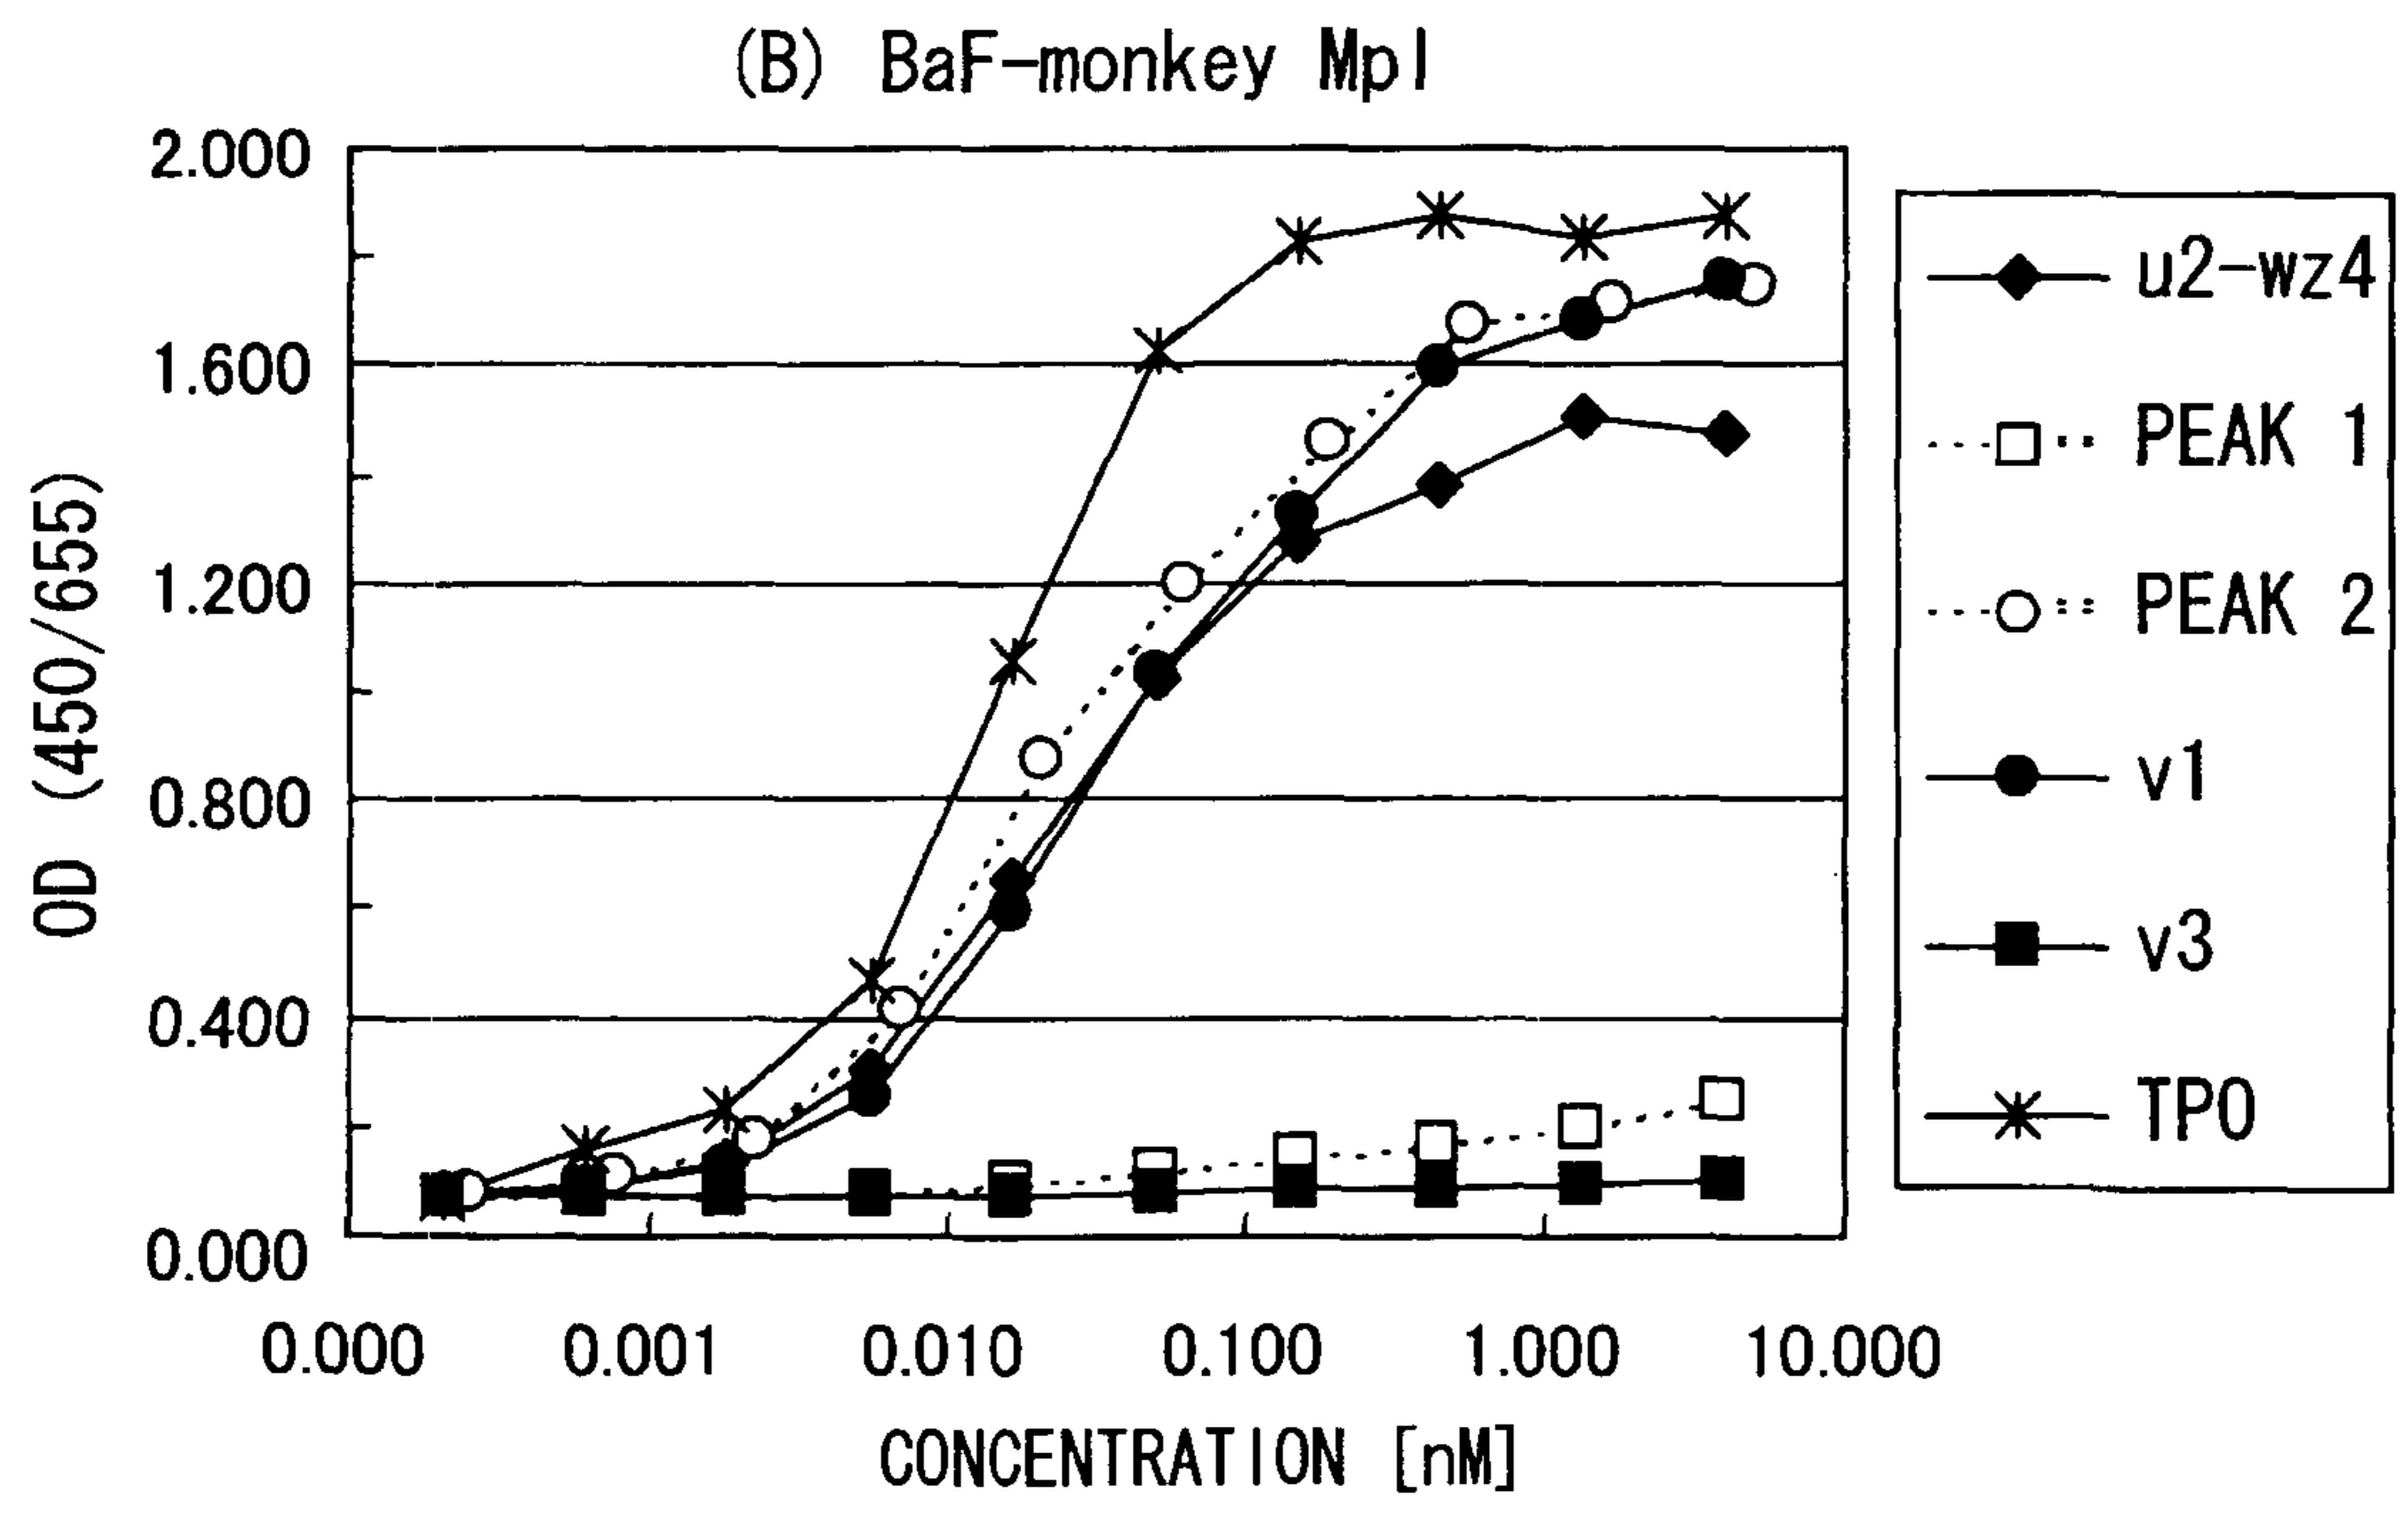 (B) BaF-monkey Mpl
2.000
1.600
1.200
0.800
0.400
0.000
OD (450/655)
0.000 0.001 0.010 0.100 1.000 10.000
CONCENTRATION [nM]
u2-wz4
PEAK 1
PEAK 2
v1
v3
TPO